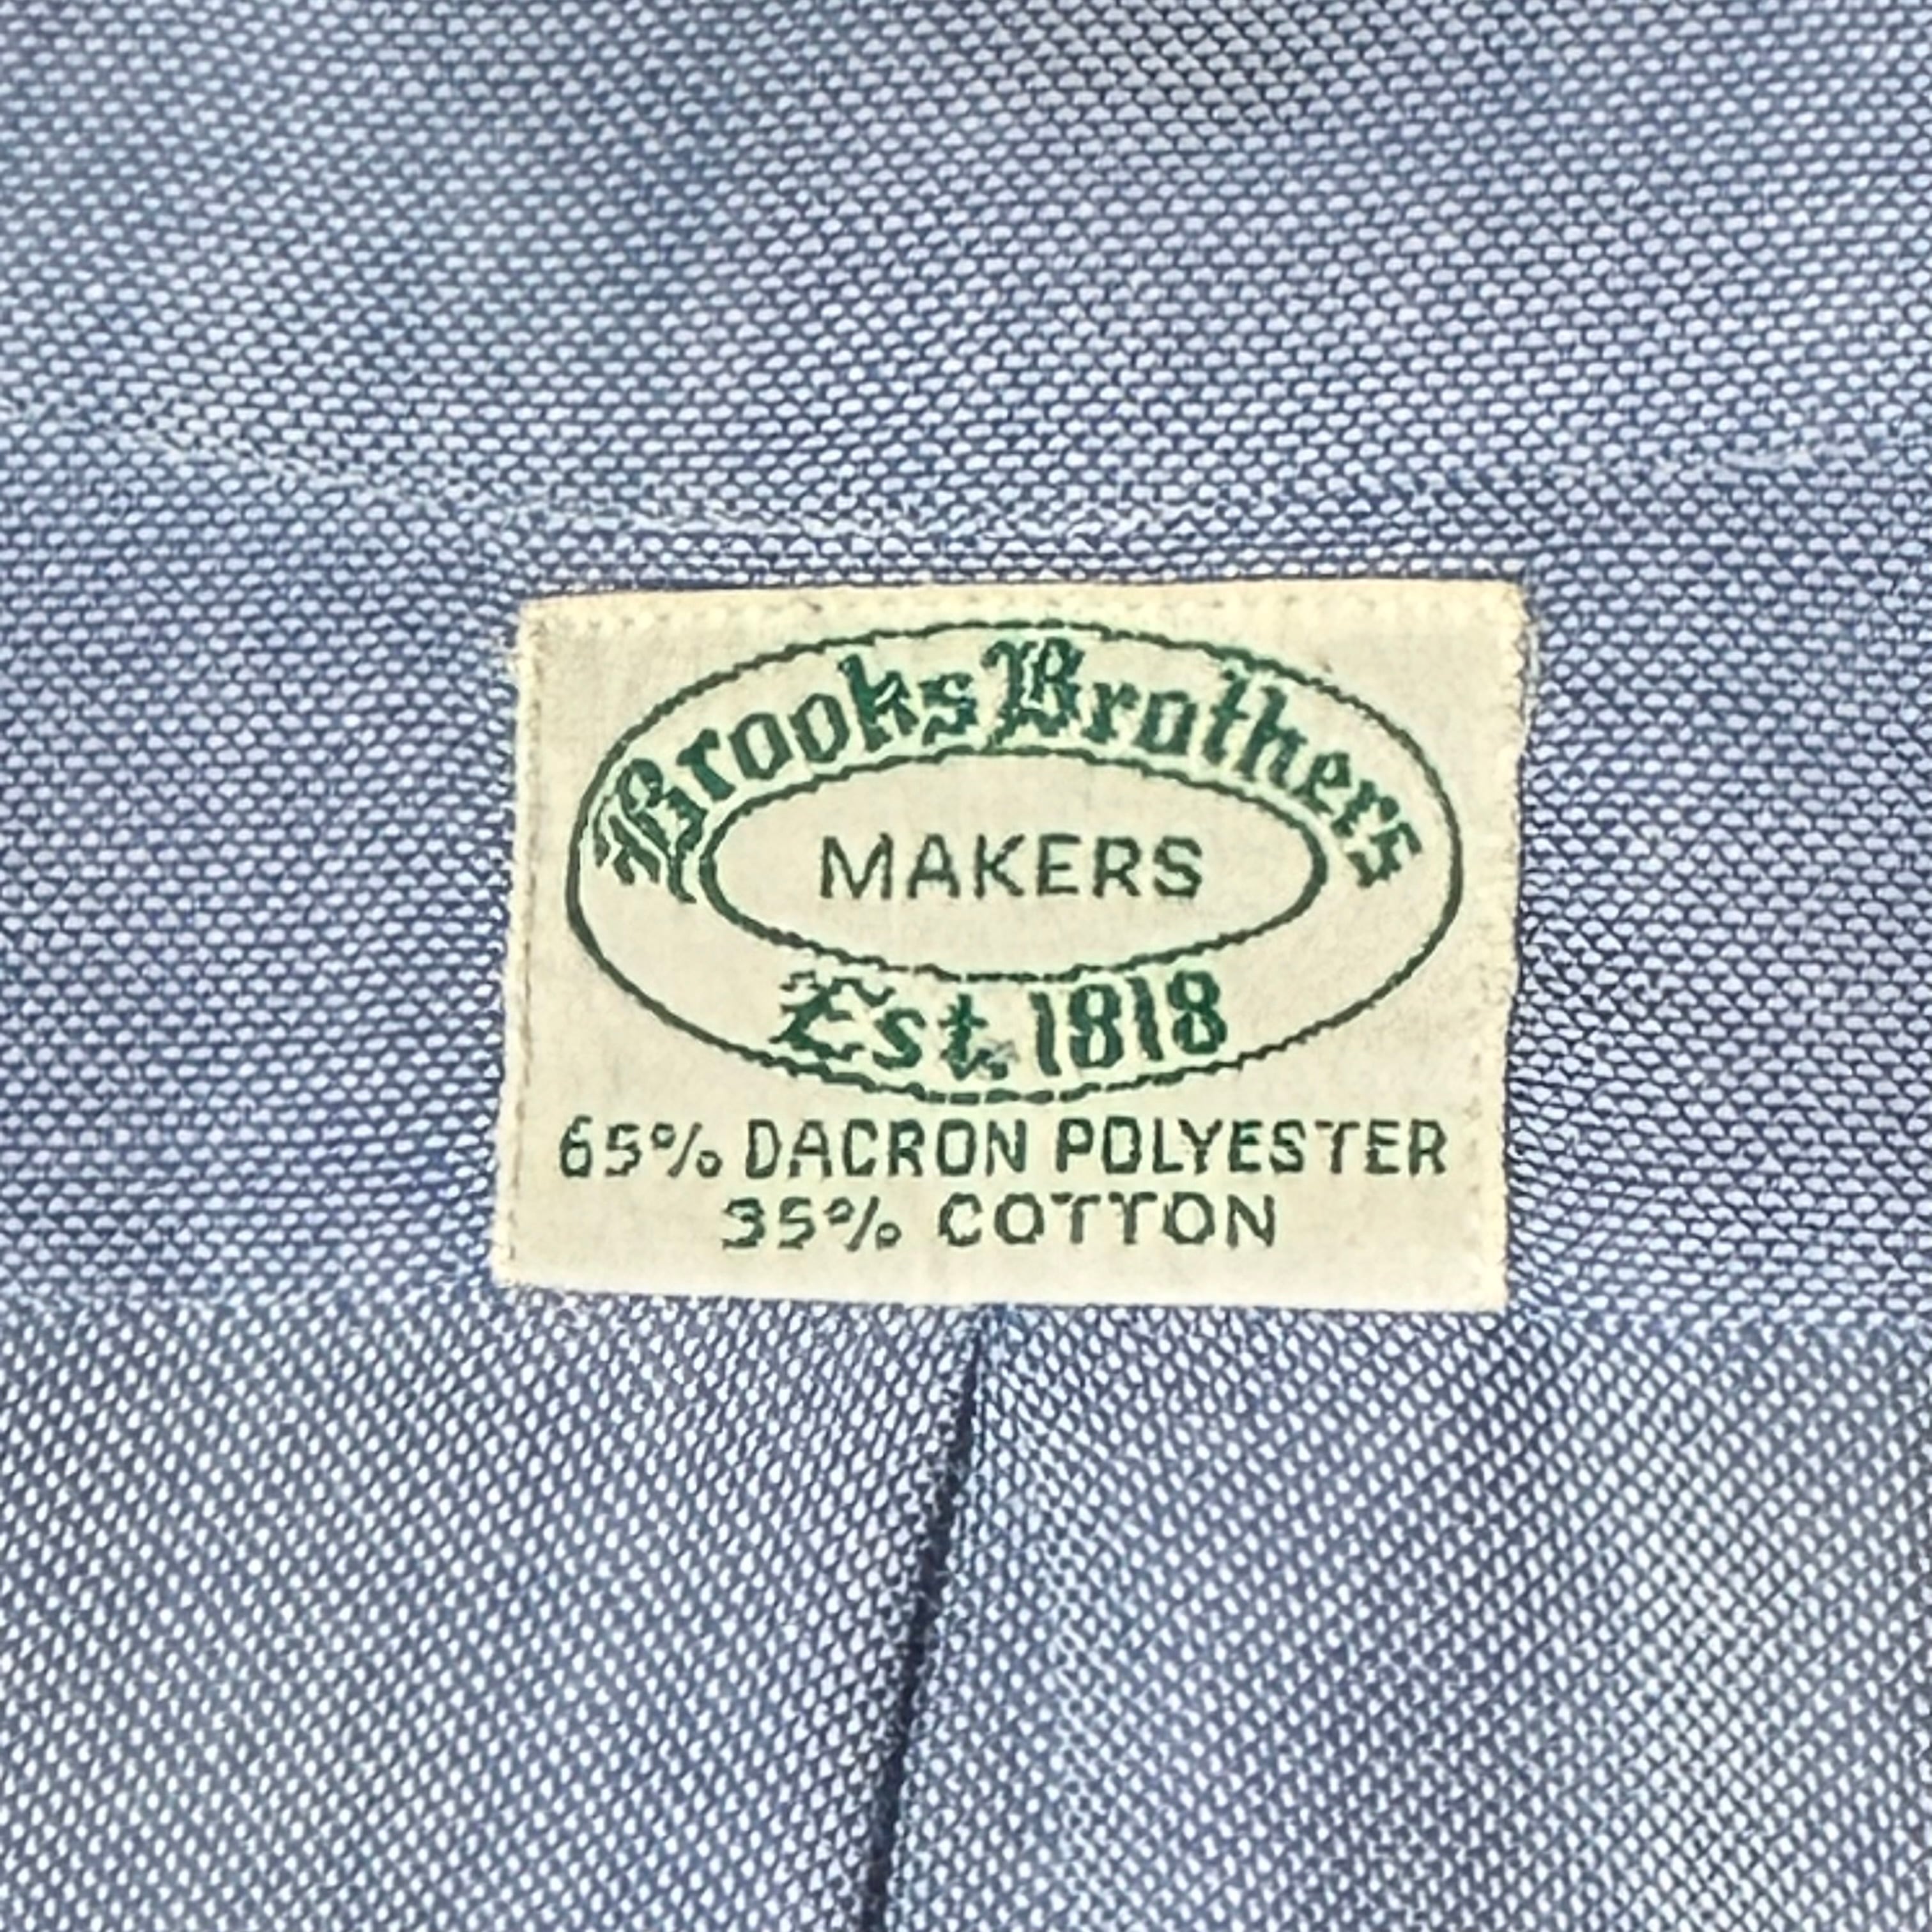 Brooks Brothers
MAKERS
Est. 1818
65% DACRON POLYESTER
35% COTTON